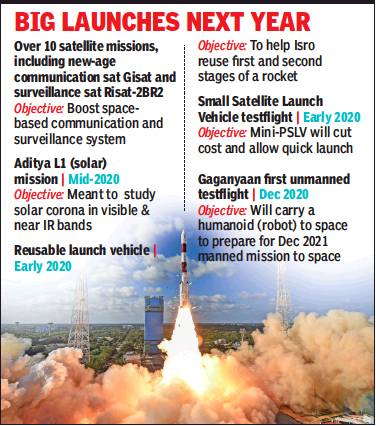 BIG LAUNCHES NEXT YEAR
Over 10 satellite missions,
including new-age
communication sat Gisat and
surveillance sat Risat-2BR2
Objective: Boost space-
based communication and
surveillance system
Aditya L1 (solar)
mission | Mid-2020
Objective: Meant to study
solar corona in visible &
near IR bands
Reusable launch vehicle |
Early 2020
Objective: To help Isro
reuse first and second
stages of a rocket
Small Satellite Launch
Vehicle testflight | Early 2020
Objective: Mini-PSLV will cut
cost and allow quick launch
Gaganyaan first unmanned
testflight | Dec 2020
Objective: Will carry a
humanoid (robot) to space
to prepare for Dec 2021
manned mission to space